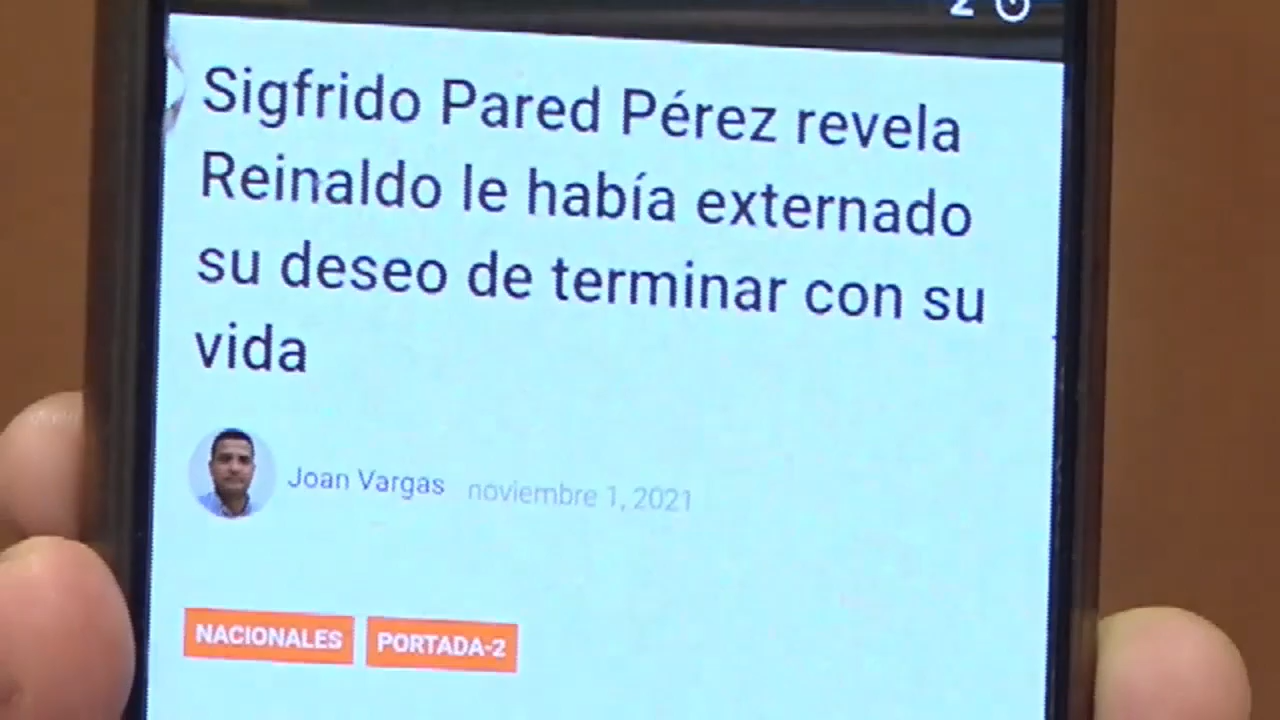 2
Sigfrido Pared Pérez revela
Reinaldo le había externado
su deseo de terminar con su
vida
Joan Vargas noviembre 1, 2021
NACIONALES PORTADA-2